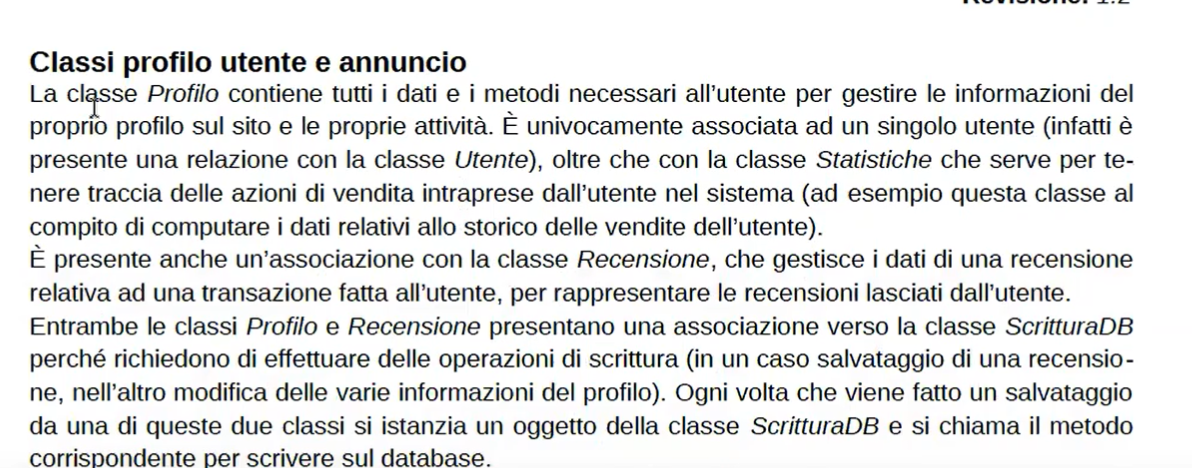 Revisione: 1.2
Classi profilo utente e annuncio
La classe Profilo contiene tutti i dati e i metodi necessari all'utente per gestire le informazioni del
proprio profilo sul sito e le proprie attività. È univocamente associata ad un singolo utente (infatti è
presente una relazione con la classe Utente), oltre che con la classe Statistiche che serve per te-
nere traccia delle azioni di vendita intraprese dall'utente nel sistema (ad esempio questa classe al
compito di computare i dati relativi allo storico delle vendite dell'utente).
È presente anche un'associazione con la classe Recensione, che gestisce i dati di una recensione
relativa ad una transazione fatta all'utente, per rappresentare le recensioni lasciati dall'utente.
Entrambe le classi Profilo e Recensione presentano una associazione verso la classe ScritturaDB
perché richiedono di effettuare delle operazioni di scrittura (in un caso salvataggio di una recensio-
ne, nell'altro modifica delle varie informazioni del profilo). Ogni volta che viene fatto un salvataggio
da una di queste due classi si istanzia un oggetto della classe ScritturaDB e si chiama il metodo
corrispondente per scrivere sul database.